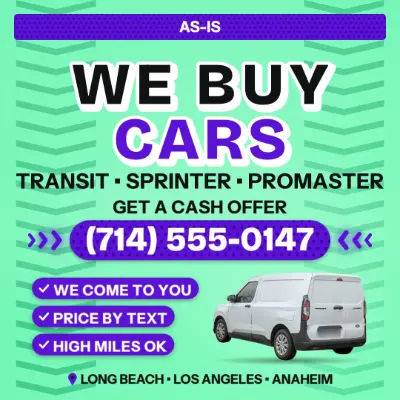 AS-IS
WE BUY
CARS
TRANSIT • SPRINTER • PROMASTER
GET A CASH OFFER
(714) 555-0147
WE COME TO YOU
PRICE BY TEXT
HIGH MILES OK
LONG BEACH • LOS ANGELES • ANAHEIM